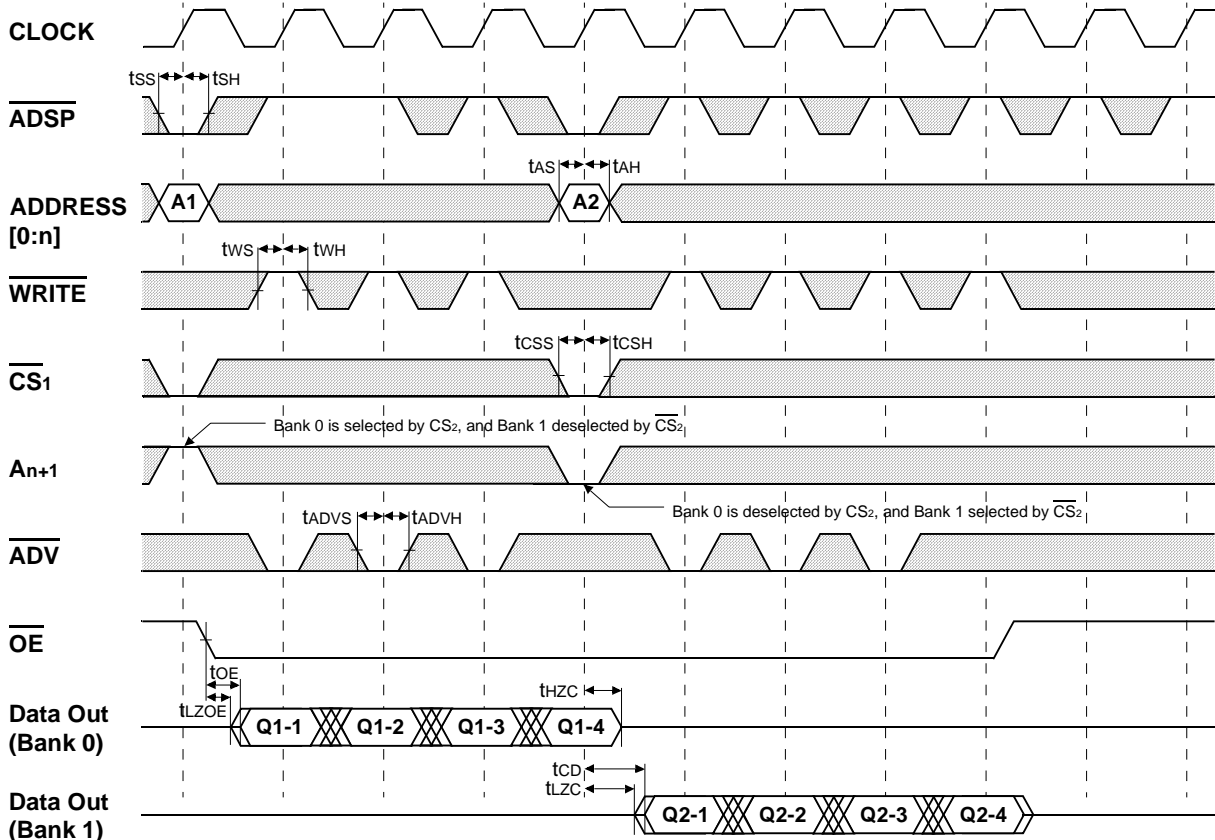 CLOCK
tSS tSH
ADSP
tAS tAH
ADDRESS
[0:n]
A1 A2
tWS tWH
WRITE
tCSS tCSH
CS1
Bank 0 is selected by CS2, and Bank 1 deselected by CS2
An+1
Bank 0 is deselected by CS2, and Bank 1 selected by CS2
tADVS tADVH
ADV
OE
tOE
tLZOE
tHZC
Data Out
(Bank 0)
Q1-1 Q1-2 Q1-3 Q1-4
tCD
tLZC
Data Out
(Bank 1)
Q2-1 Q2-2 Q2-3 Q2-4